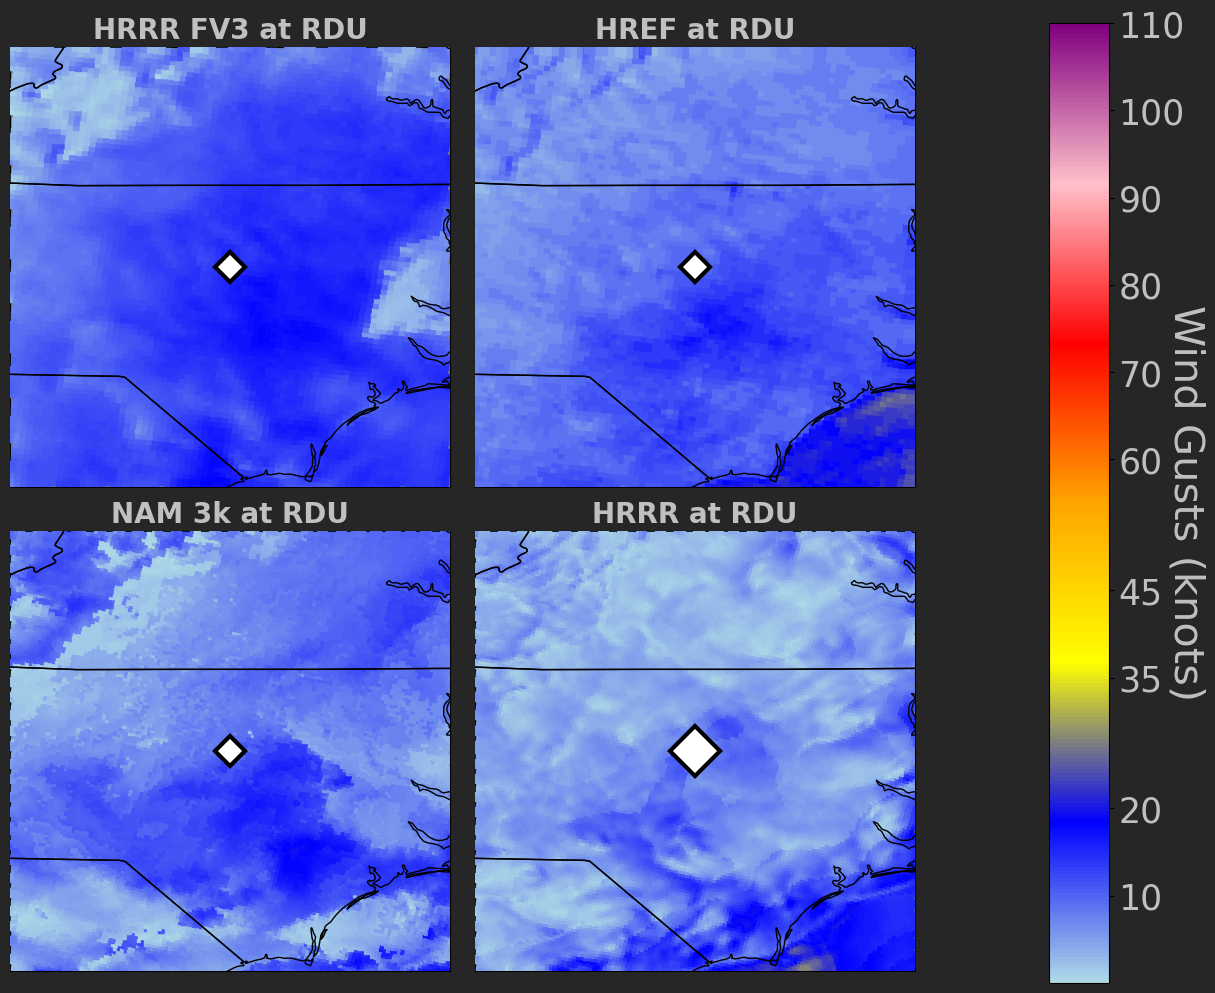 HRRR FV3 at RDU
HREF at RDU
NAM 3k at RDU
HRRR at RDU
110
100
90
80
70
60
45
35
20
10
Wind Gusts (knots)